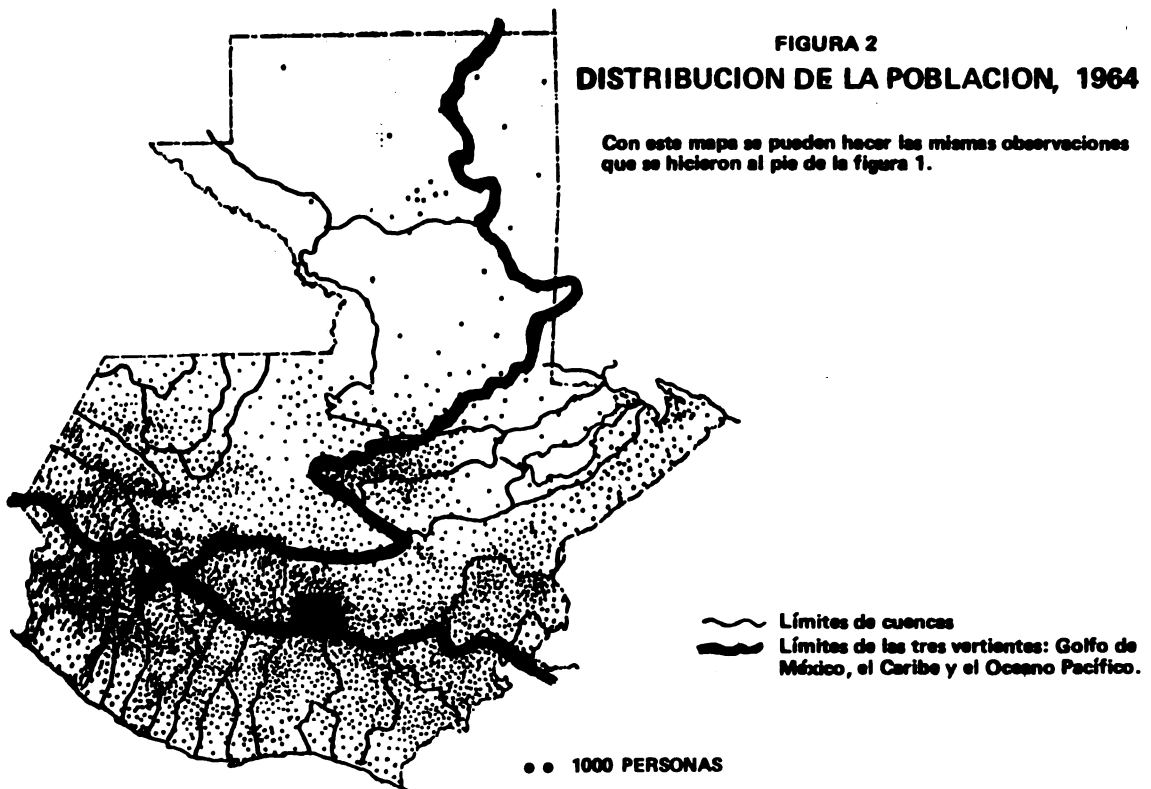 FIGURA 2
DISTRIBUCION DE LA POBLACION, 1964
Con este mapa se pueden hacer las mismas observaciones
que se hicieron al pie de la figura 1.
Límites de cuencas
Límites de las tres vertientes: Golfo de
México, el Caribe y el Oceano Pacífico.
1000 PERSONAS